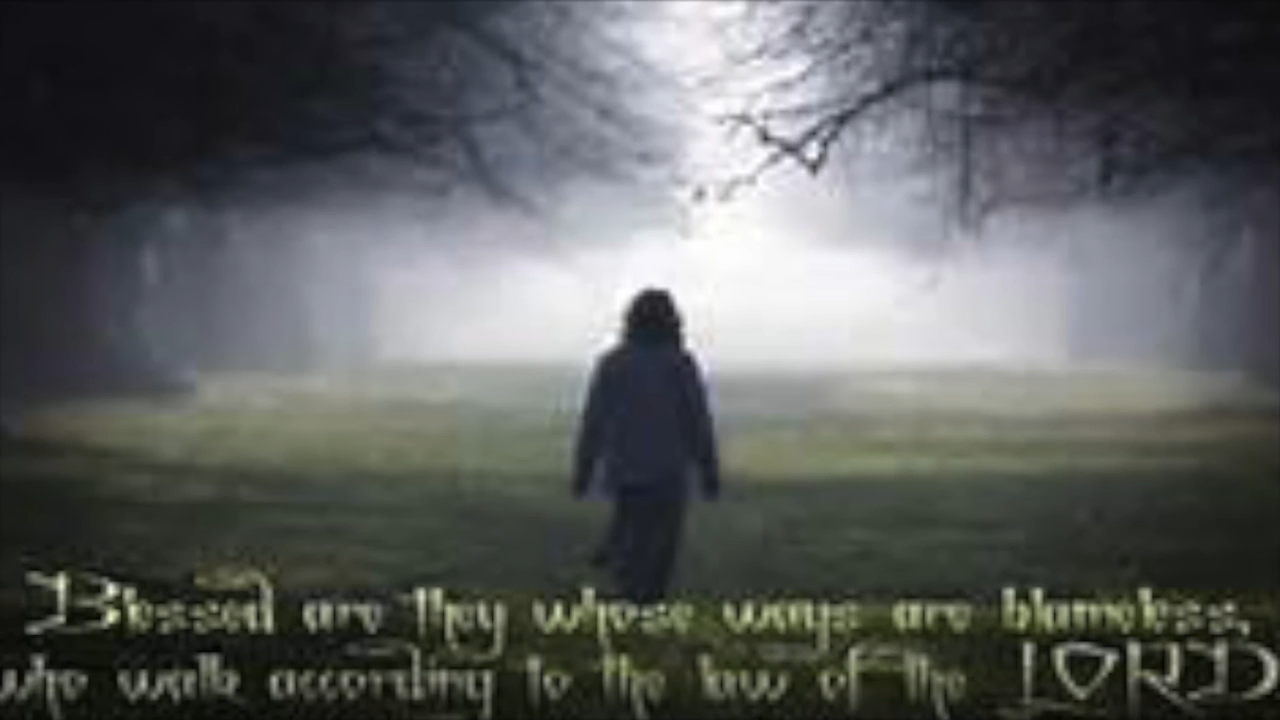 Blessed are they whose ways are blameless,
who walk according to the law of the LORD